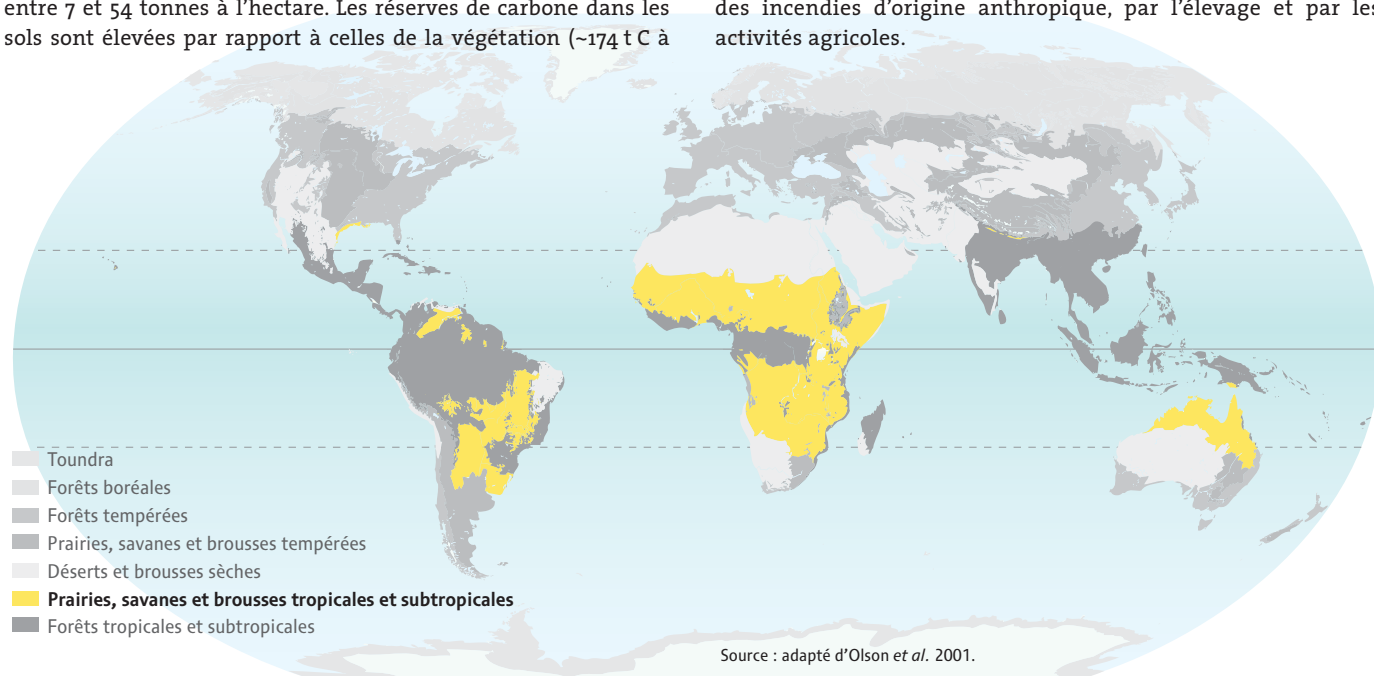 entre 7 et 54 tonnes à l'hectare. Les réserves de carbone dans les
sols sont élevées par rapport à celles de la végétation (~174 t C à
des incendies d'origine anthropique, par l'élevage et par les
activités agricoles.
Toundra
Forêts boréales
Forêts tempérées
Prairies, savanes et brousses tempérées
Déserts et brousses sèches
Prairies, savanes et brousses tropicales et subtropicales
Forêts tropicales et subtropicales
Source : adapté d'Olson et al. 2001.